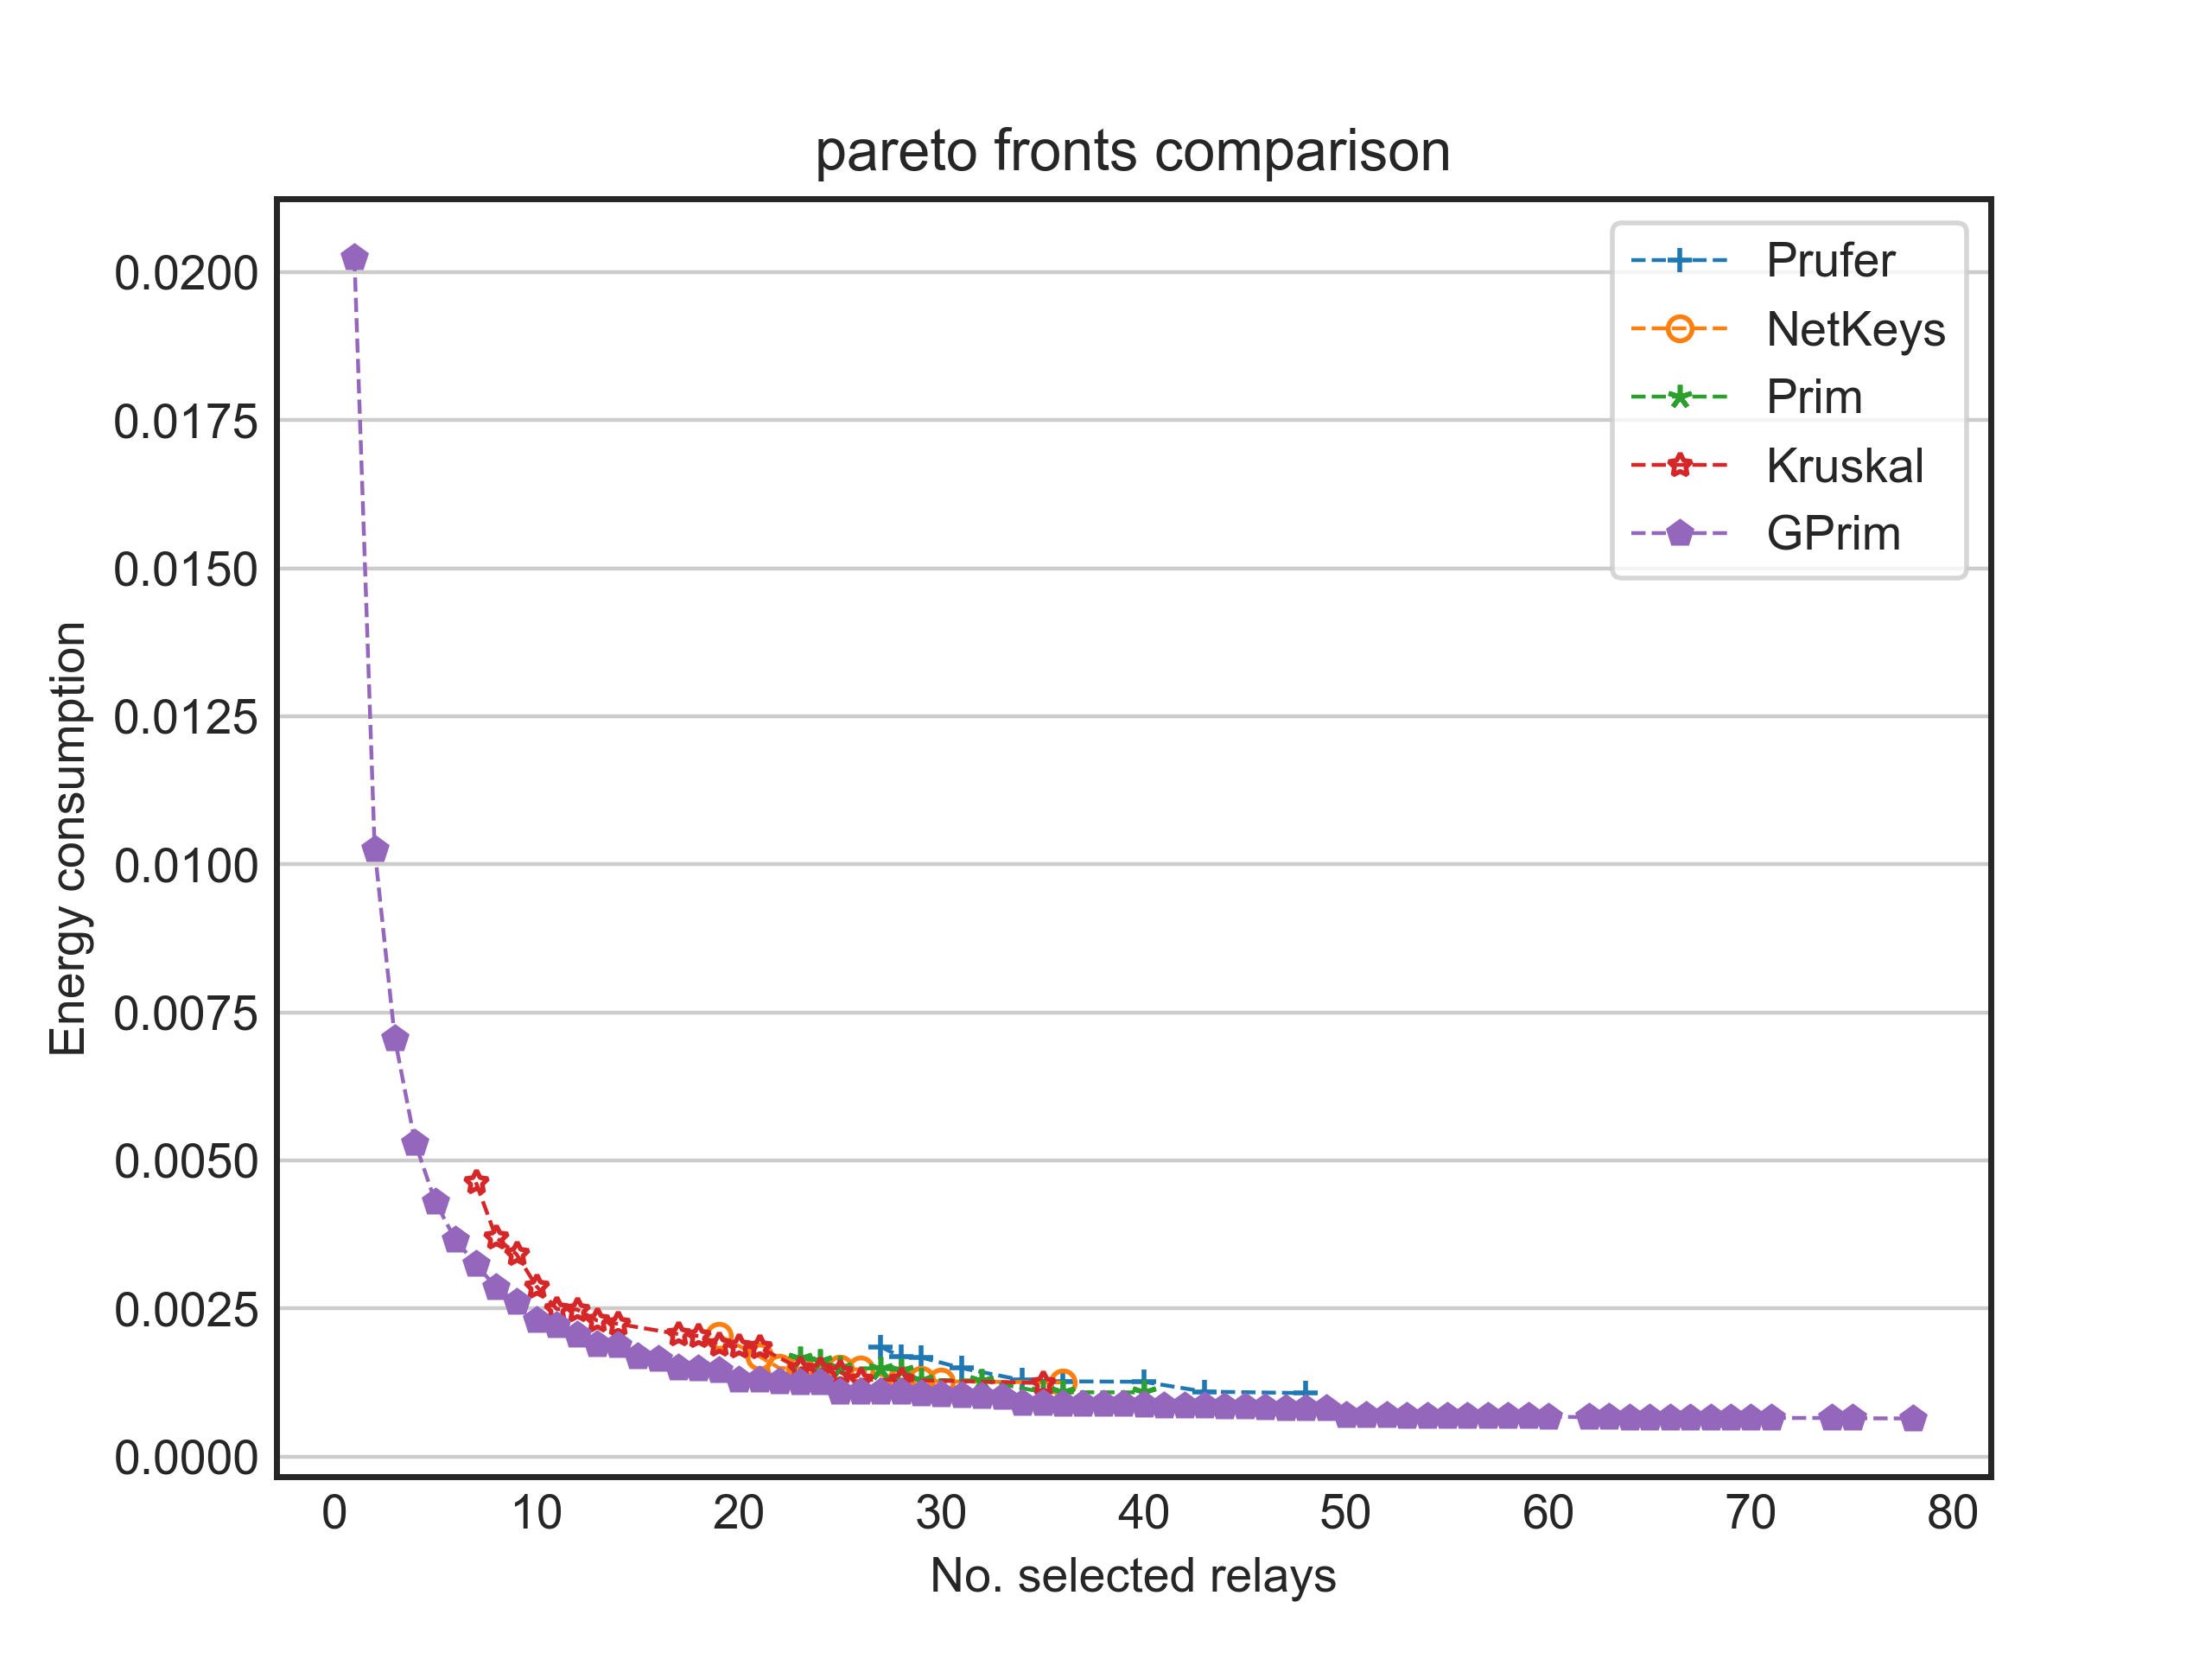 pareto fronts comparison
Prufer
NetKeys
Prim
Kruskal
GPrim
Energy consumption
0.0200
0.0175
0.0150
0.0125
0.0100
0.0075
0.0050
0.0025
0.0000
0 10 20 30 40 50 60 70 80
No. selected relays